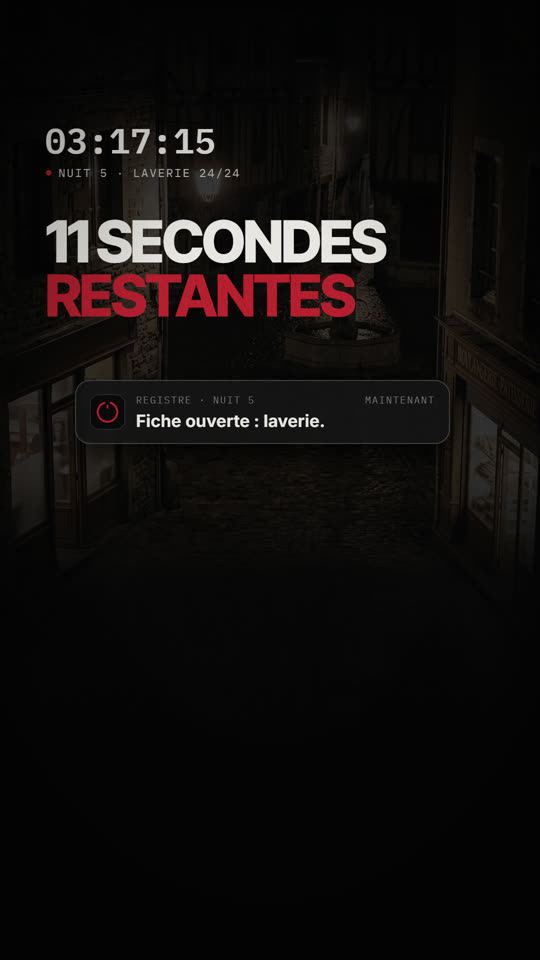 03:17:15
NUIT 5 · LAVERIE 24/24
11 SECONDES
RESTANTES
REGISTRE · NUIT 5
MAINTENANT
Fiche ouverte : laverie.